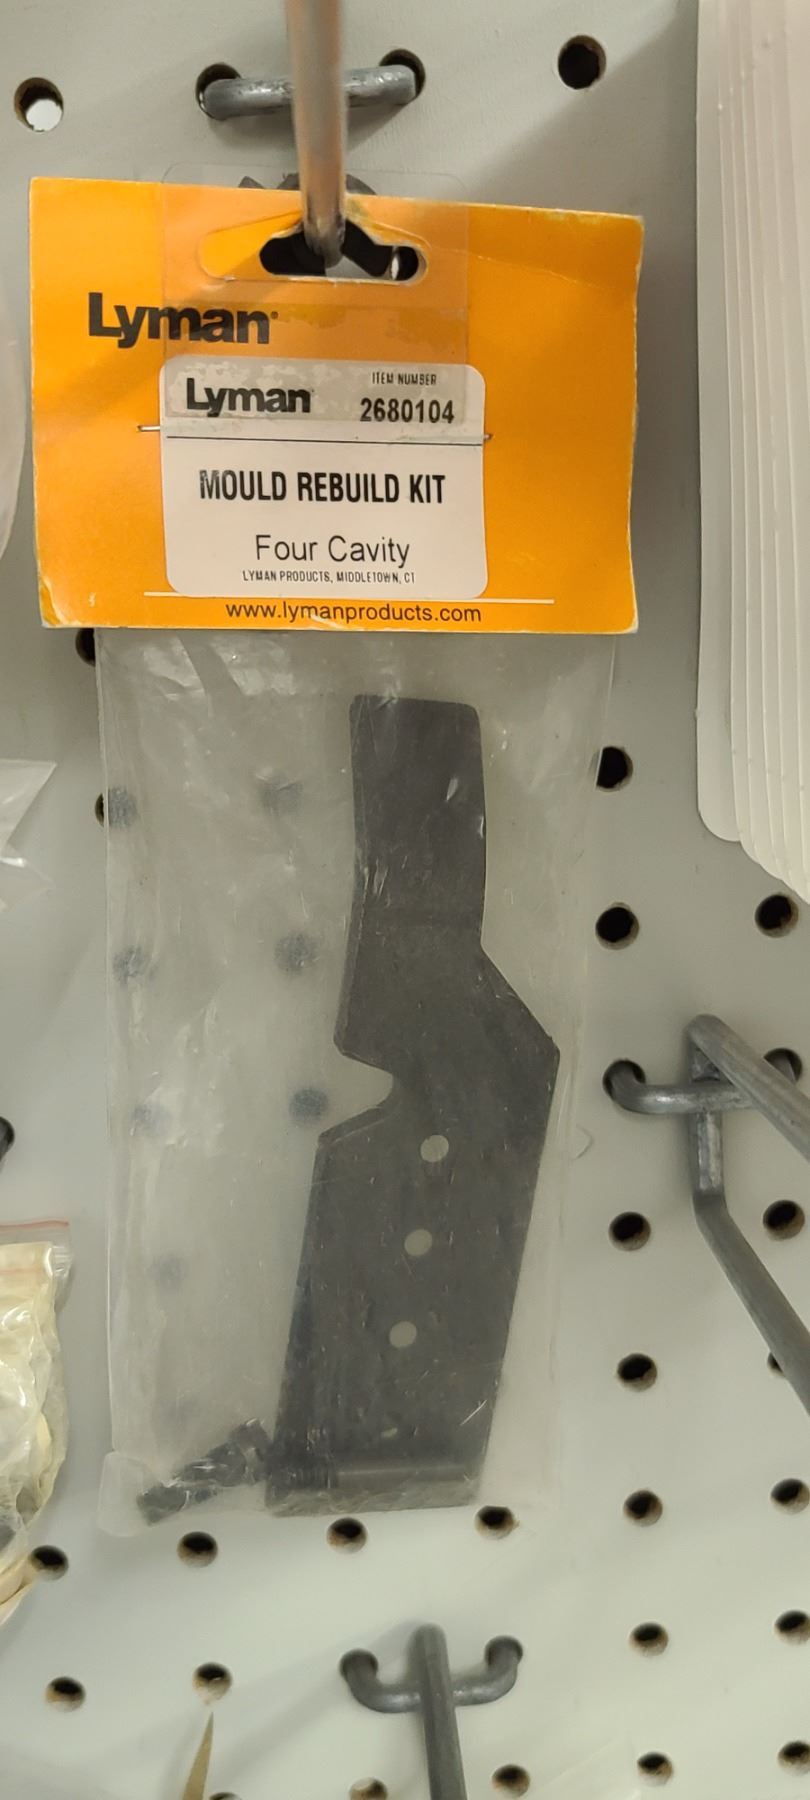 Lyman®
Lyman
ITEM NUMBER
2680104
MOULD REBUILD KIT
Four Cavity
LYMAN PRODUCTS, MIDDLETOWN, CT
www.lymanproducts.com